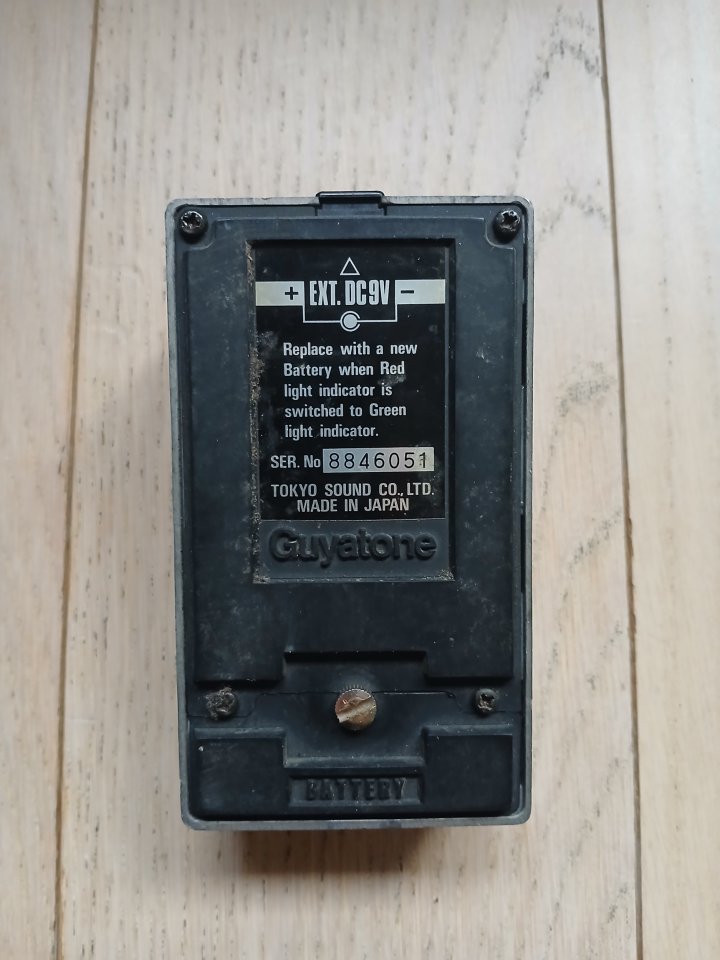 + EXT. DC9V −
Replace with a new
Battery when Red
light indicator is
switched to Green
light indicator.
SER. No 8846051
TOKYO SOUND CO., LTD.
MADE IN JAPAN
Guyatone
BATTERY